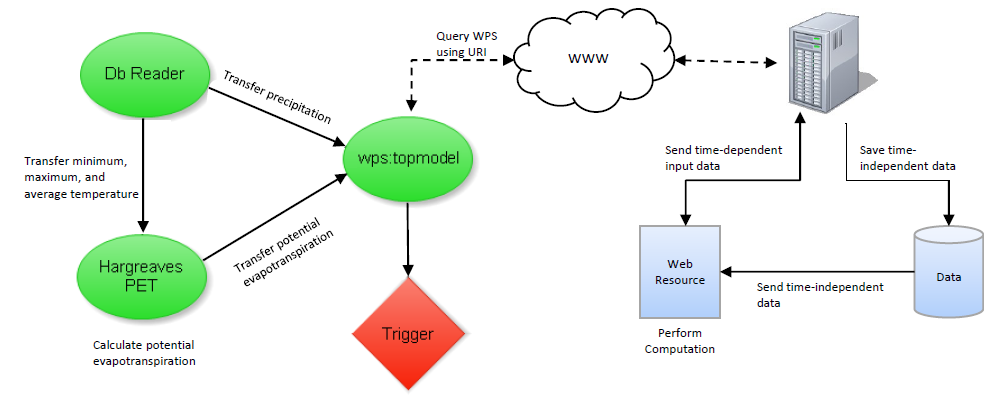 Db Reader
Transfer precipitation
Transfer minimum,
maximum, and
average temperature
Hargreaves
PET
Calculate potential
evapotranspiration
Transfer potential
evapotranspiration
wps:topmodel
Trigger
Query WPS
using URI
WWW
Send time-dependent
input data
Save time-
independent data
Web
Resource
Perform
Computation
Send time-independent
data
Data